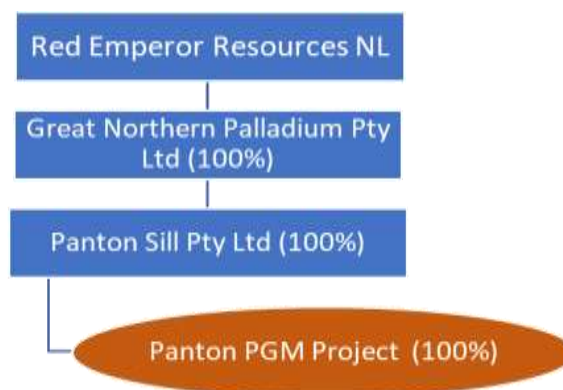 Red Emperor Resources NL
Great Northern Palladium Pty
Ltd (100%)
Panton Sill Pty Ltd (100%)
Panton PGM Project (100%)